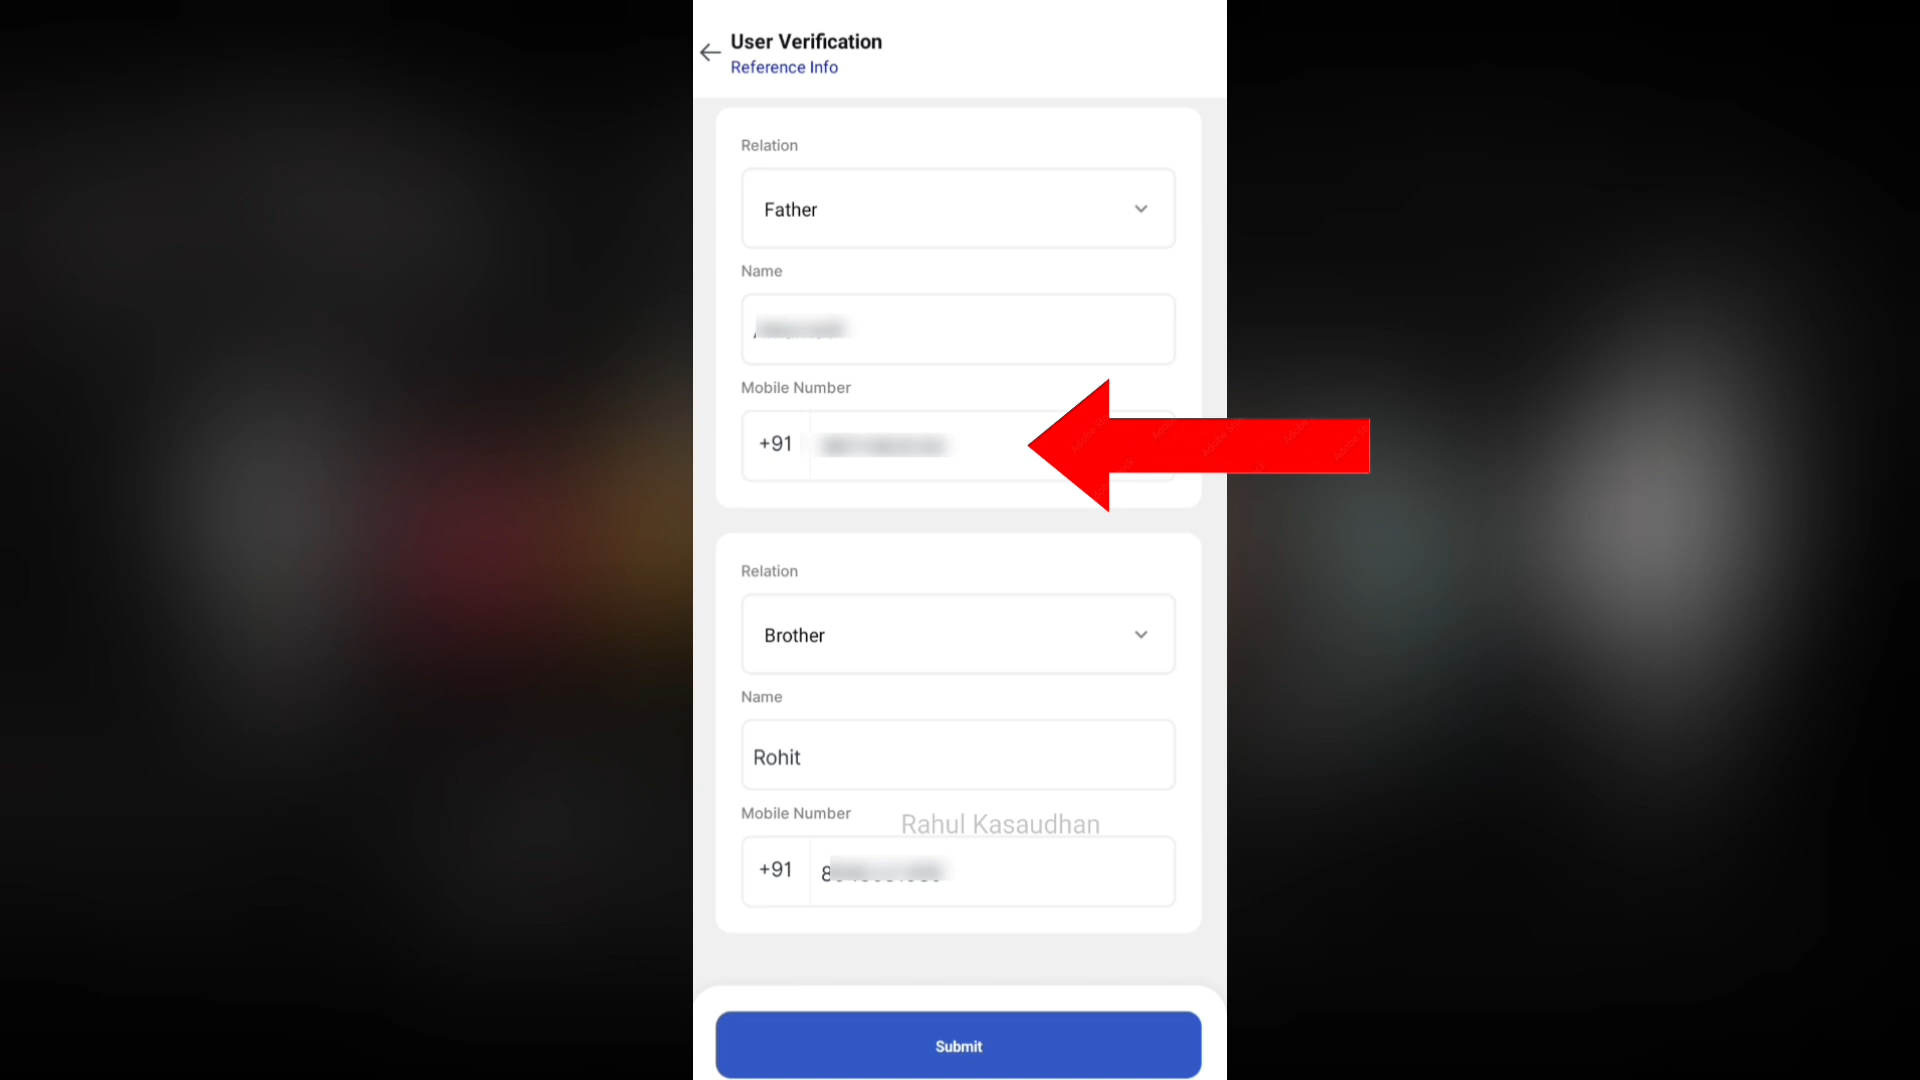 User Verification
Reference Info
Relation
Father
Name
Mobile Number
+91
Relation
Brother
Name
Rohit
Mobile Number
Rahul Kasaudhan
+91
Submit